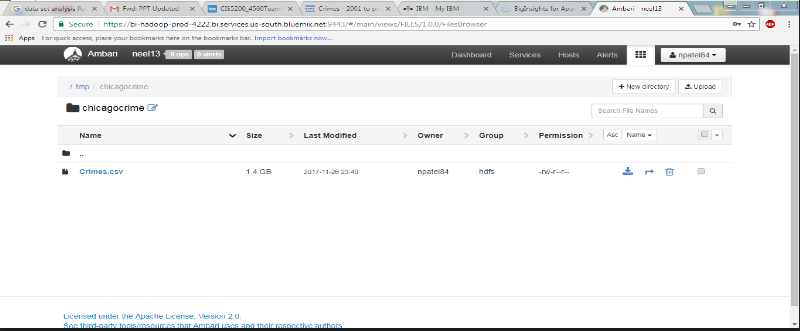 data set analysis fl
Fwd: PPT Updated
CIS5200_4560Team
Crimes - 2001 to pr
IBM - My IBM
BigInsights for Apa
Ambari - neel13
Secure https://bi-hadoop-prod-4222.bi.services.us-south.bluemix.net:9443/#/main/views/FILES/1.0.0/FilesBrowser
Apps For quick access, place your bookmarks here on the bookmarks bar. Import bookmarks now...
Ambari neel13 0 ops 0 alerts Dashboard Services Hosts Alerts npatel84
/ tmp / chicagocrime + New directory Upload
chicagocrime Search File Names
Name Size Last Modified Owner Group Permission Asc Name
..
Crimes.csv 1.4 GB 2017-11-26 23:40 npatel84 hdfs -rw-r--r--
Licensed under the Apache License, Version 2.0.
See third-party tools/resources that Ambari uses and their respective authors